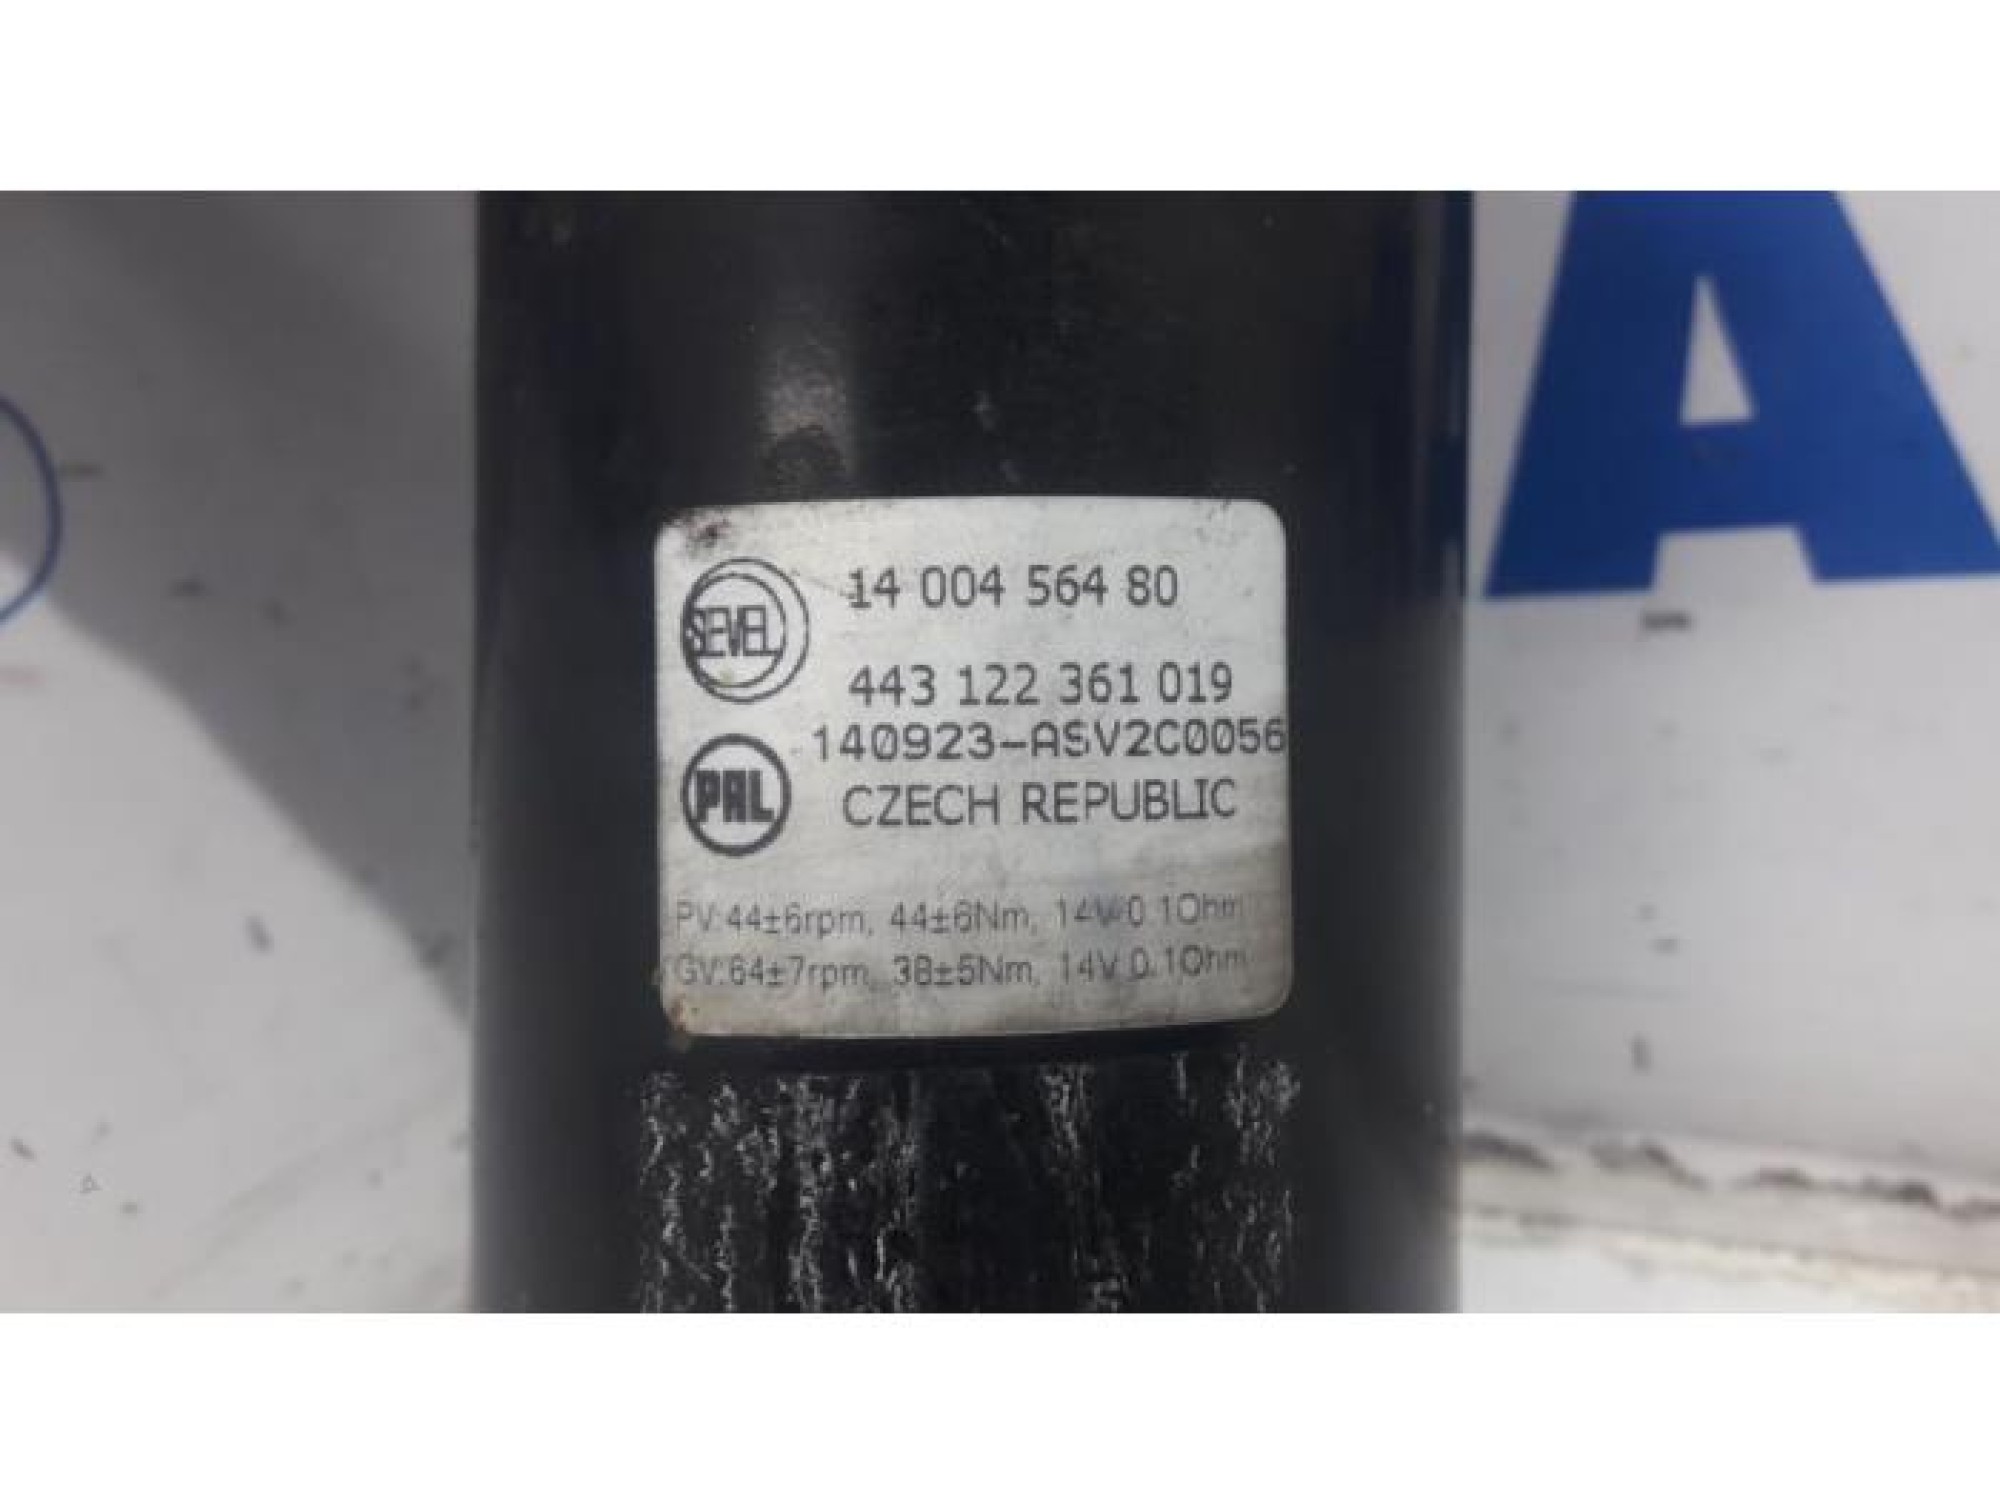 A
SEVEL 14 004 564 80
443 122 361 019
140923-ASV2C0056
PAL CZECH REPUBLIC
PV:44±6rpm, 44±6Nm, 14V 0.1Ohm
GV:64±7rpm, 38±5Nm, 14V 0.1Ohm